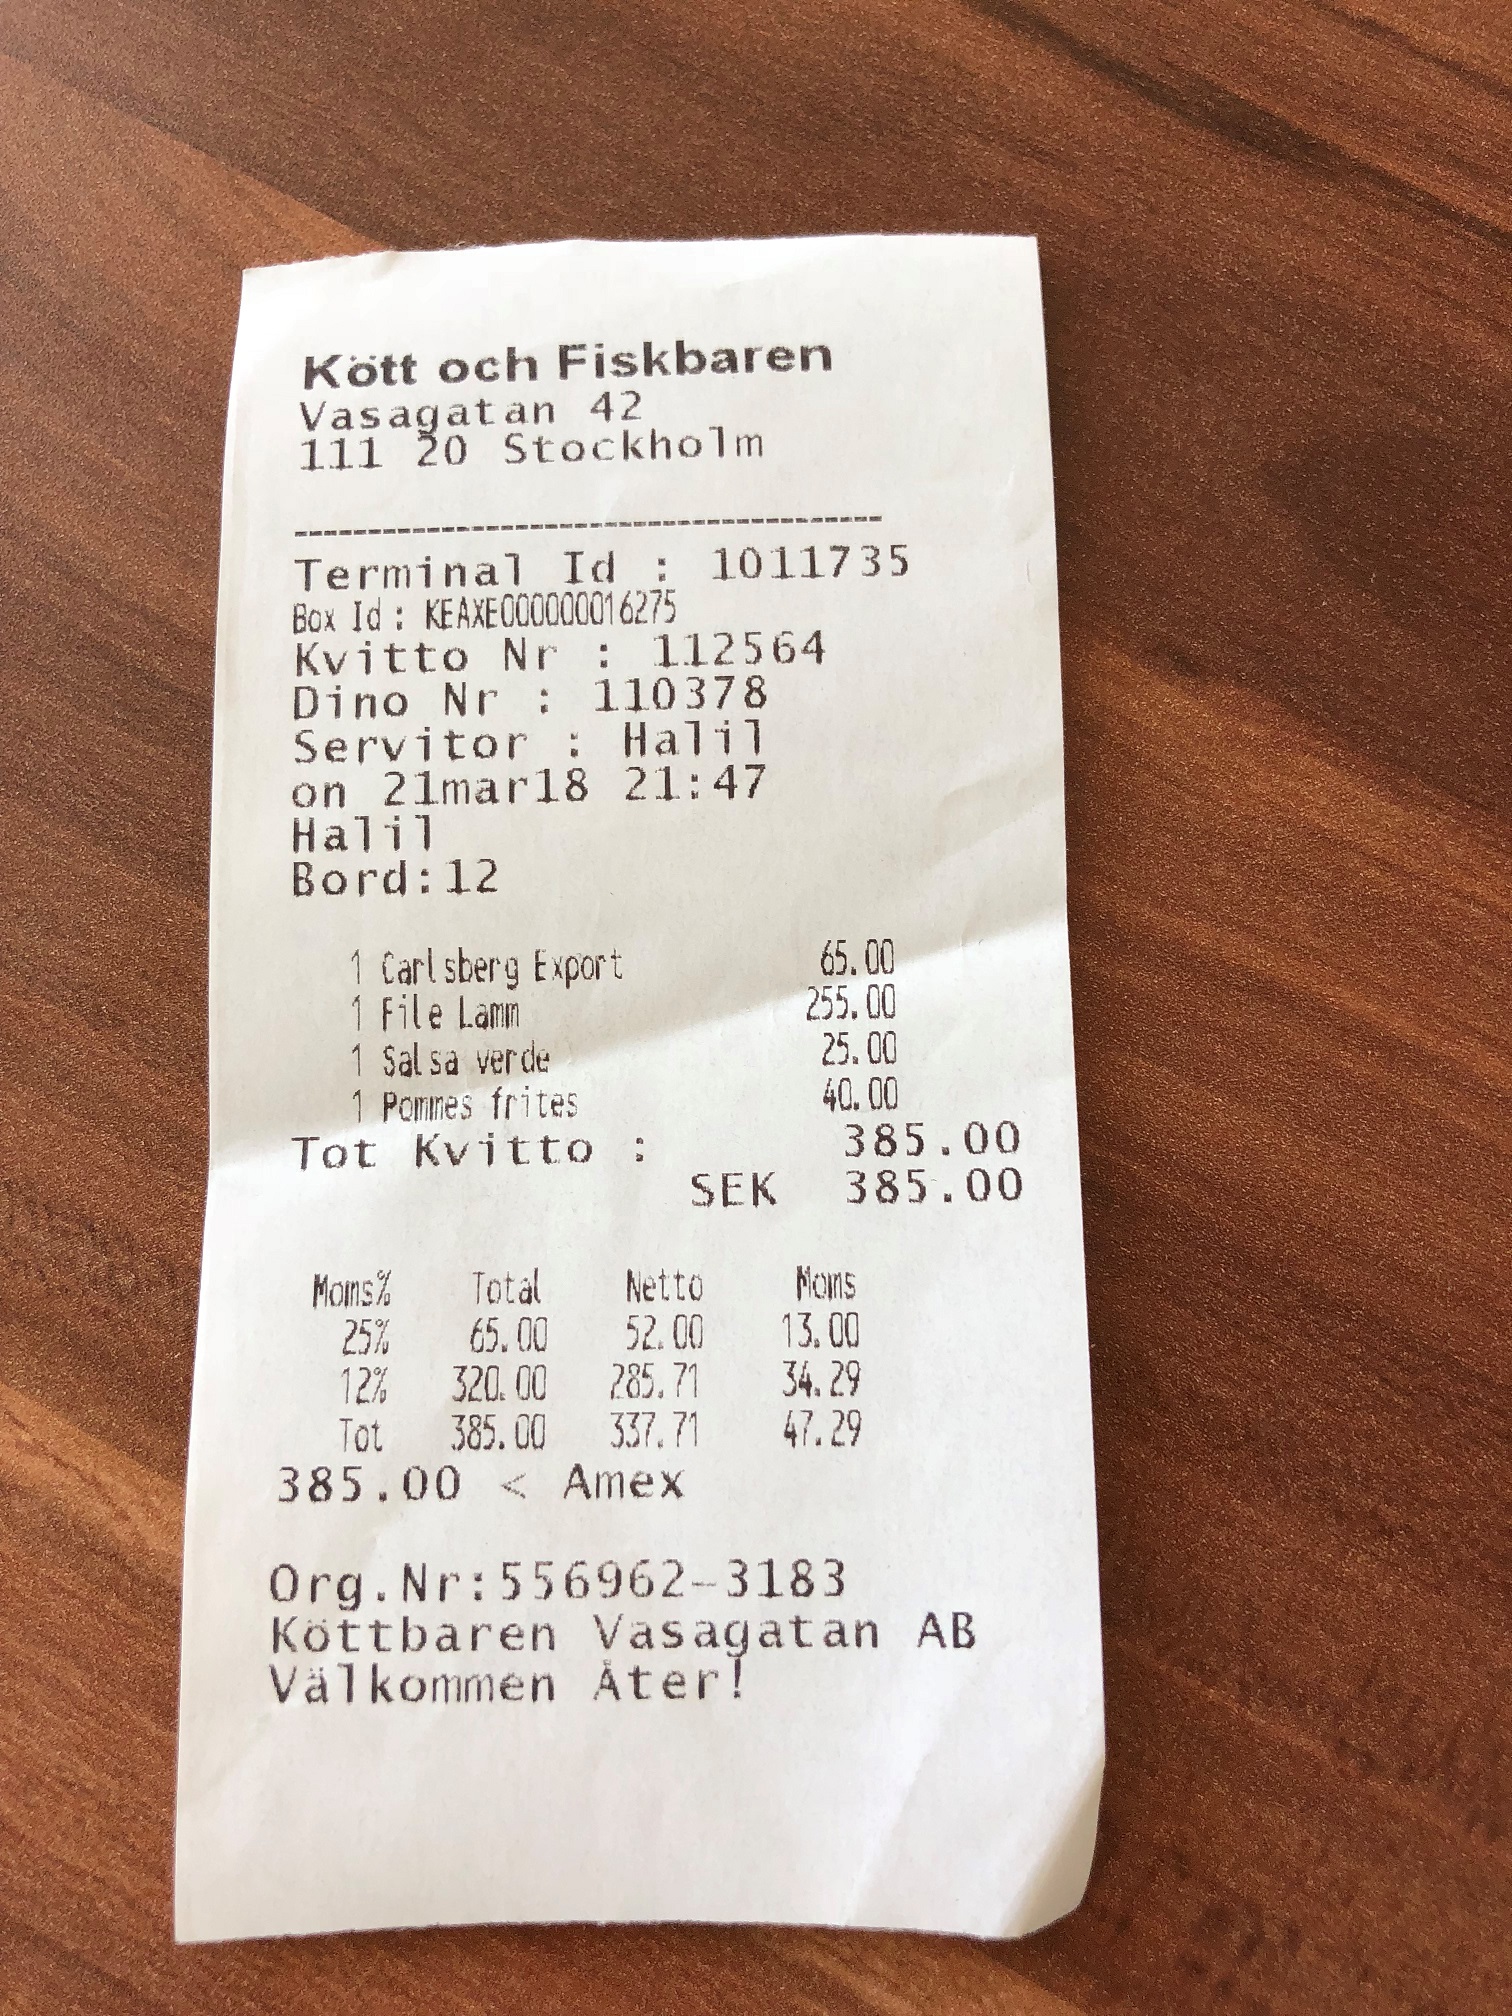 Kött och Fiskbaren
Vasagatan 42
111 20 Stockholm
----------------------------------------
Terminal Id : 1011735
Box Id : KEAXE000000016275
Kvitto Nr : 112564
Dino Nr : 110378
Servitor : Halil
on 21mar18 21:47
Halil
Bord:12
1 Carlsberg Export 65.00
1 File Lamm 255.00
1 Salsa verde 25.00
1 Pommes frites 40.00
Tot Kvitto : 385.00
SEK 385.00
Moms% Total Netto Moms
25% 65.00 52.00 13.00
12% 320.00 285.71 34.29
Tot 385.00 337.71 47.29
385.00 < Amex
Org.Nr:556962-3183
Köttbaren Vasagatan AB
Välkommen Åter!